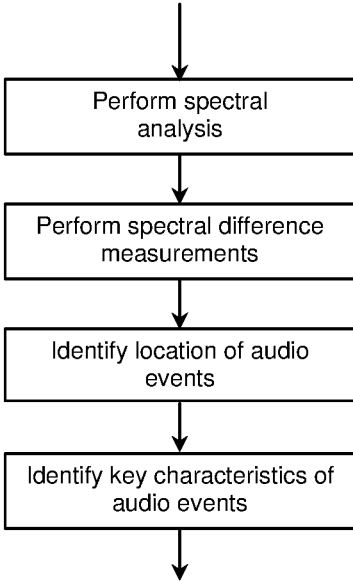 Perform spectral
analysis
Perform spectral difference
measurements
Identify location of audio
events
Identify key characteristics of
audio events